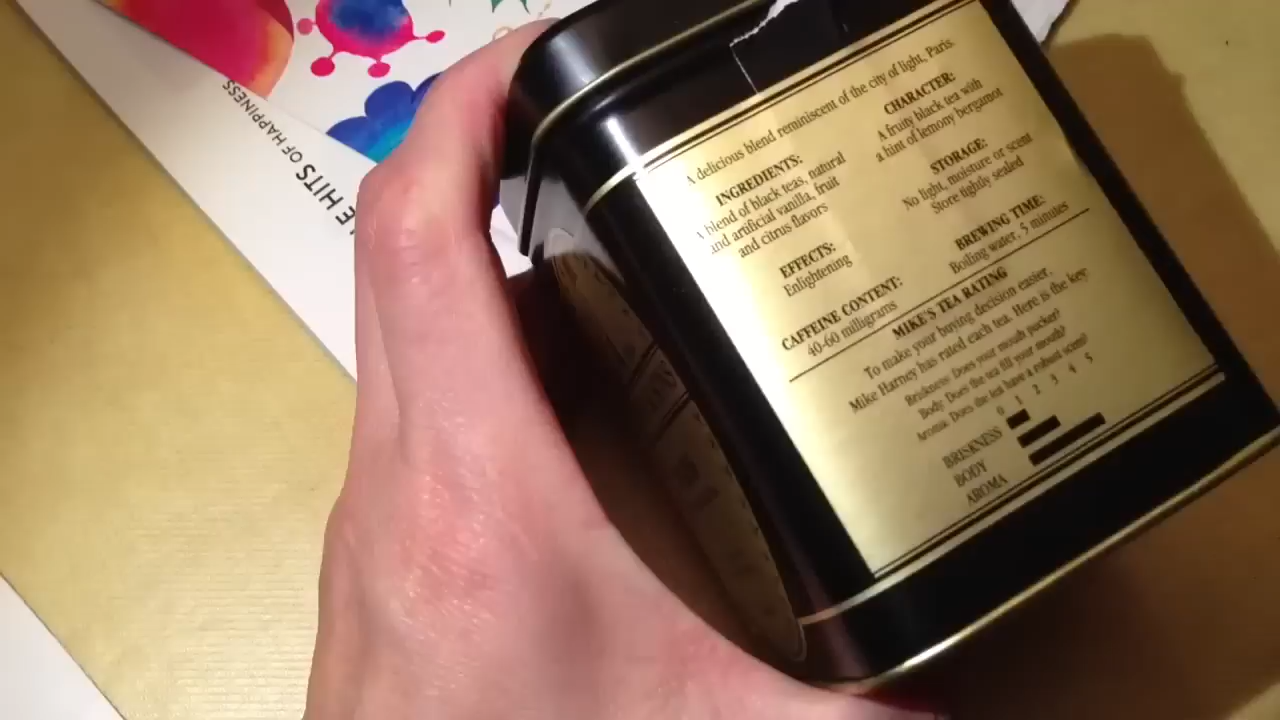 LE HITS OF HAPPINESS
A delicious blend reminiscent of the city of light, Paris.
INGREDIENTS:
A blend of black teas, natural
and artificial vanilla, fruit
and citrus flavors
EFFECTS:
Enlightening
CAFFEINE CONTENT:
40-60 milligrams
CHARACTER:
A fruity black tea with
a hint of lemony bergamot
STORAGE:
No light, moisture or scent
Store tightly sealed
BREWING TIME:
Boiling water, 5 minutes
MIKE'S TEA RATING
To make your buying decision easier,
Mike Harney has rated each tea. Here is the key:
Briskness: Does your mouth pucker?
Body: Does the tea fill your mouth?
Aroma: Does the tea have a robust scent?
0 1 2 3 4 5
BRISKNESS
BODY
AROMA